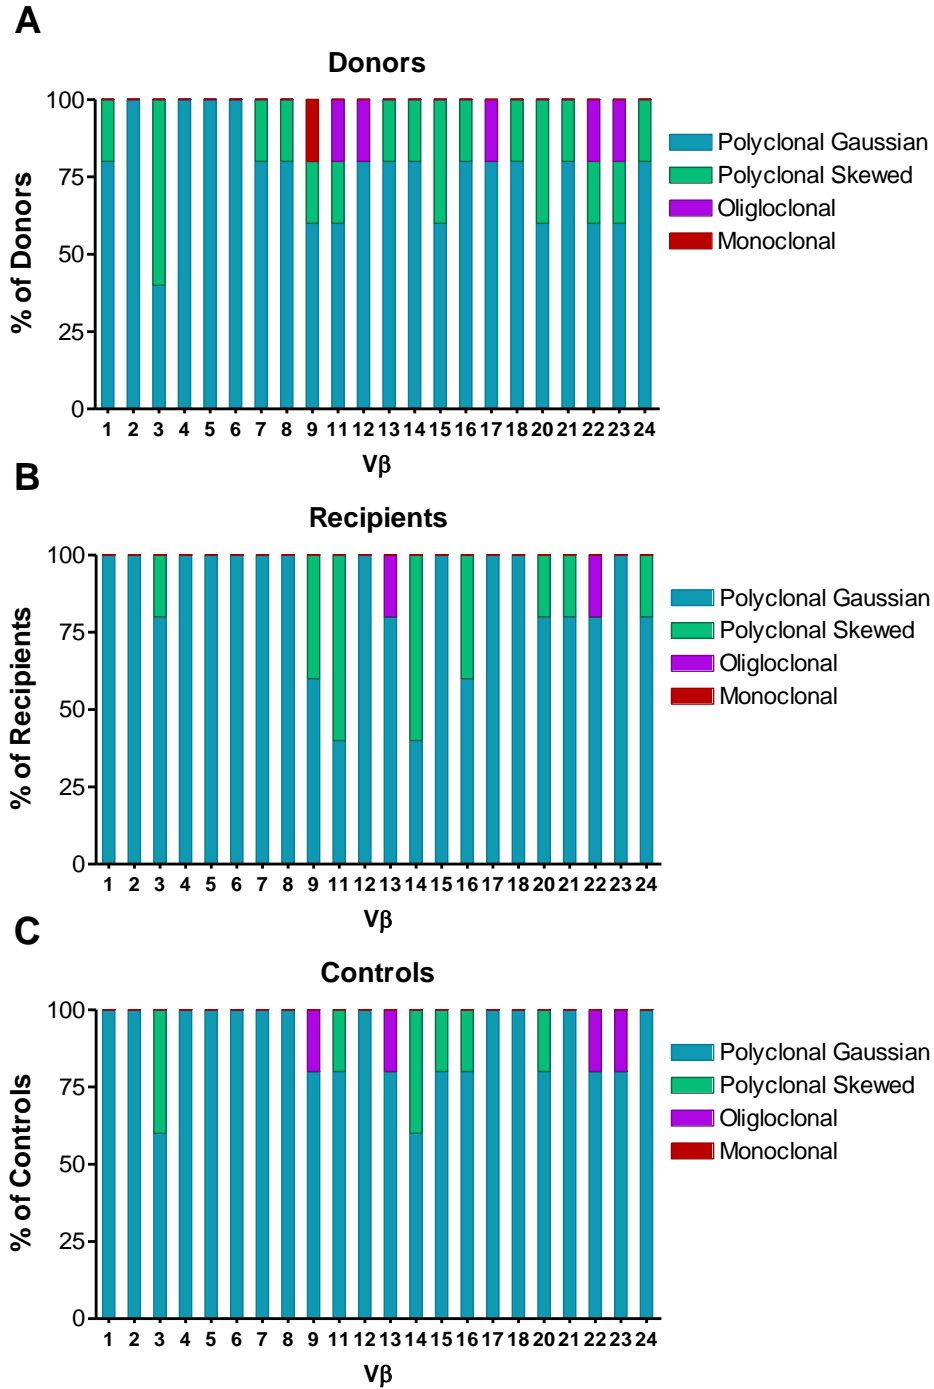 A
Donors
% of Donors
100
75
50
25
0
1 2 3 4 5 6 7 8 9 11 12 13 14 15 16 17 18 20 21 22 23 24
Vβ
Polyclonal Gaussian
Polyclonal Skewed
Oligloclonal
Monoclonal
B
Recipients
% of Recipients
100
75
50
25
0
1 2 3 4 5 6 7 8 9 11 12 13 14 15 16 17 18 20 21 22 23 24
Vβ
Polyclonal Gaussian
Polyclonal Skewed
Oligloclonal
Monoclonal
C
Controls
% of Controls
100
75
50
25
0
1 2 3 4 5 6 7 8 9 11 12 13 14 15 16 17 18 20 21 22 23 24
Vβ
Polyclonal Gaussian
Polyclonal Skewed
Oligloclonal
Monoclonal